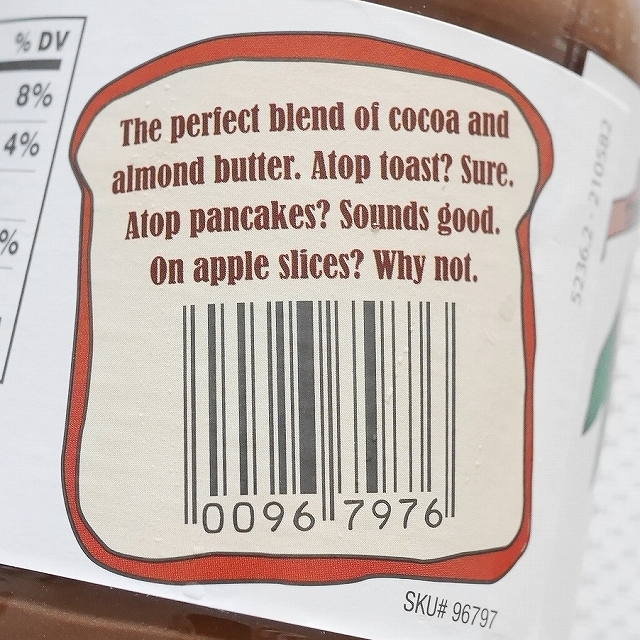 % DV
8%
4%
%
The perfect blend of cocoa and
almond butter. Atop toast? Sure.
Atop pancakes? Sounds good.
On apple slices? Why not.
0096 7976
SKU# 96797
5236.2 - 210582